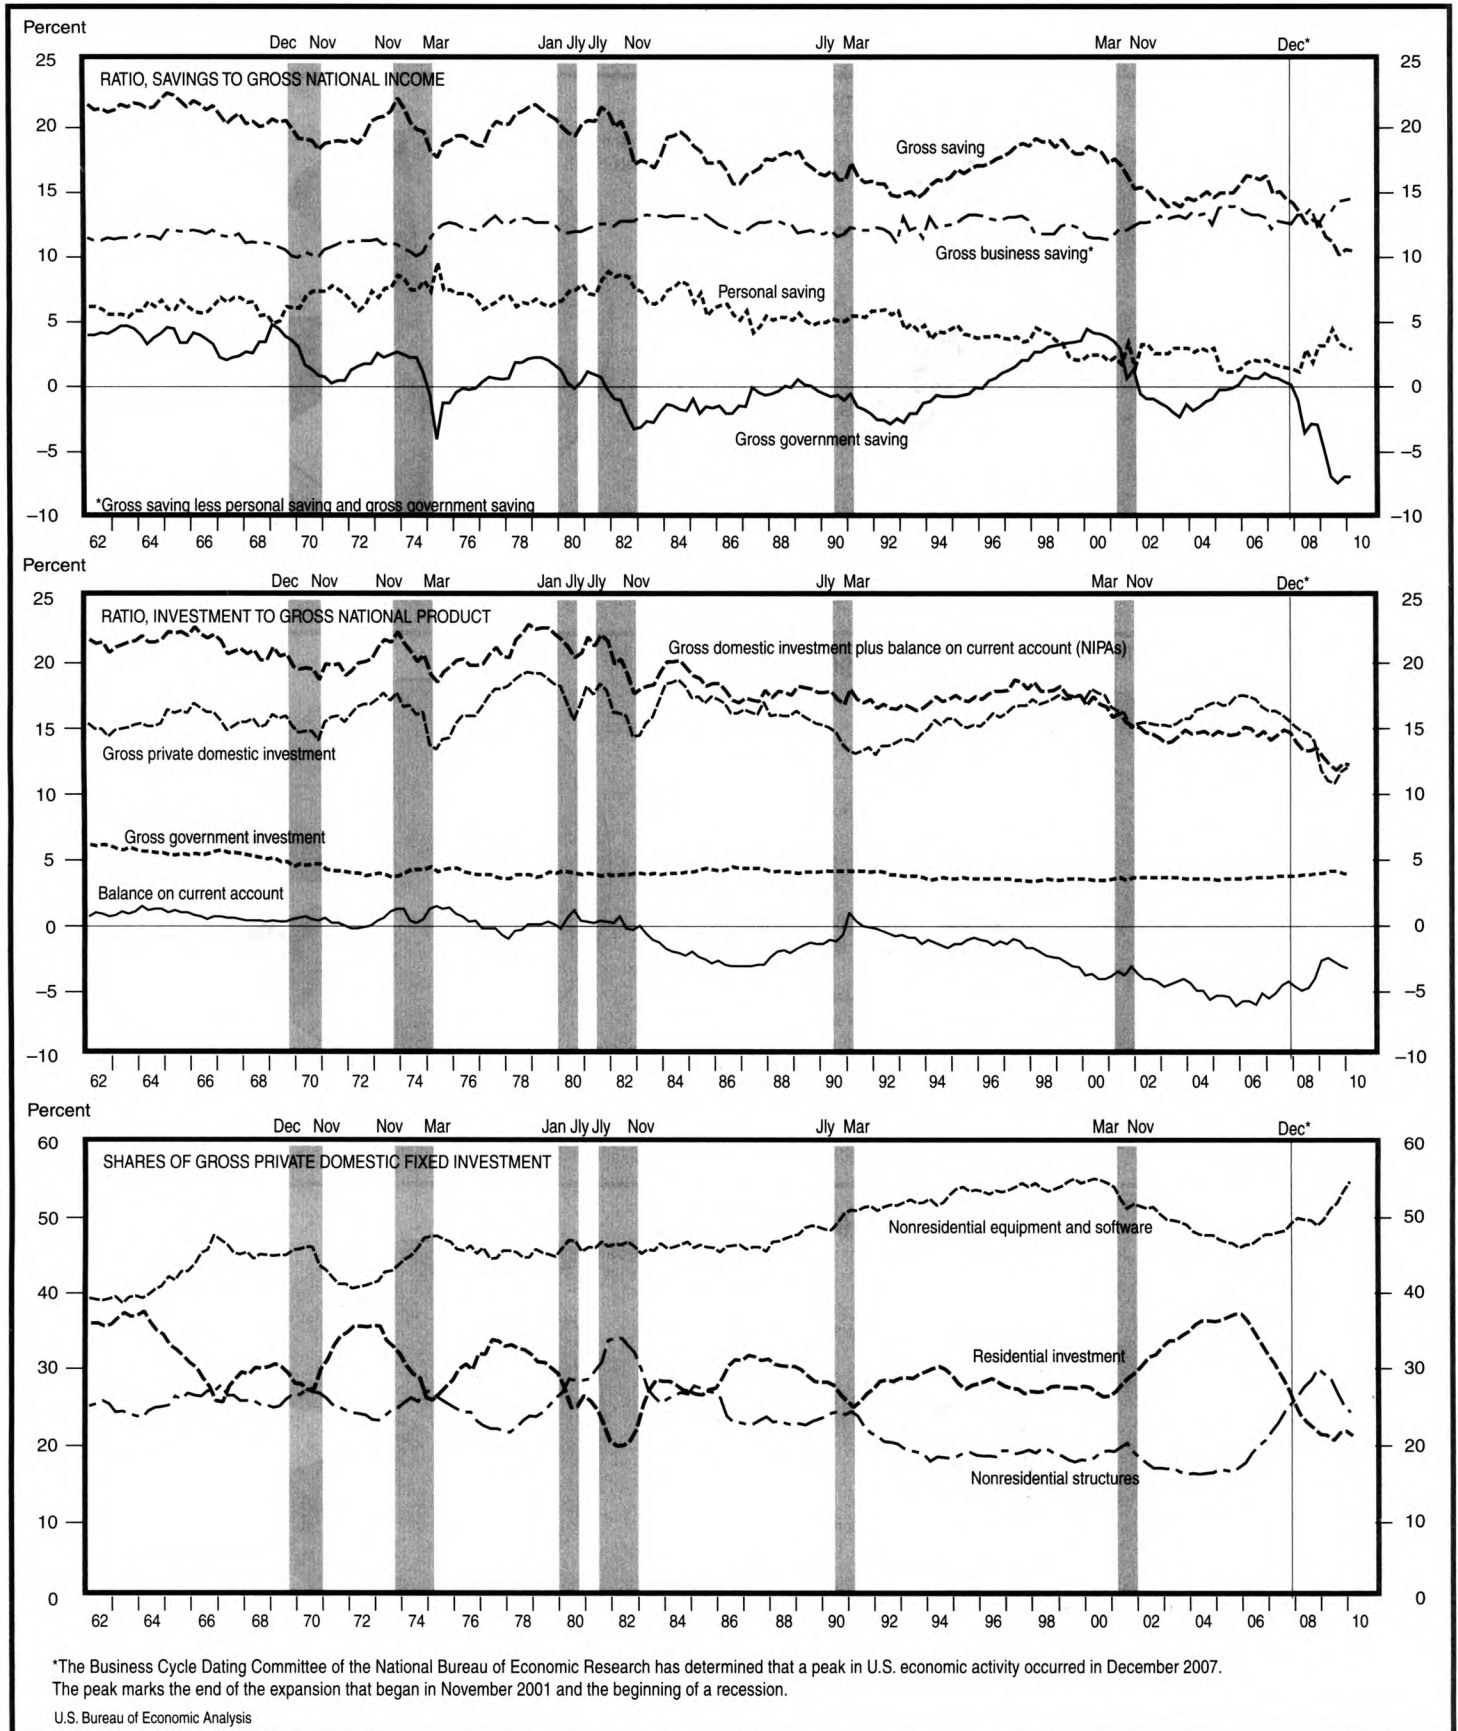 Percent
Dec Nov Nov Mar Jan Jly Jly Nov Jly Mar Mar Nov Dec*
25 RATIO, SAVINGS TO GROSS NATIONAL INCOME 25
20 20
Gross saving
15 15
10 Gross business saving* 10
Personal saving
5 5
0 0
Gross government saving
–5 –5
*Gross saving less personal saving and gross government saving
–10 –10
62 64 66 68 70 72 74 76 78 80 82 84 86 88 90 92 94 96 98 00 02 04 06 08 10
Percent
Dec Nov Nov Mar Jan Jly Jly Nov Jly Mar Mar Nov Dec*
25 25
RATIO, INVESTMENT TO GROSS NATIONAL PRODUCT
Gross domestic investment plus balance on current account (NIPAs)
20 20
15 15
Gross private domestic investment
10 10
Gross government investment
5 5
Balance on current account
0 0
–5 –5
–10 –10
62 64 66 68 70 72 74 76 78 80 82 84 86 88 90 92 94 96 98 00 02 04 06 08 10
Percent
Dec Nov Nov Mar Jan Jly Jly Nov Jly Mar Mar Nov Dec*
60 60
SHARES OF GROSS PRIVATE DOMESTIC FIXED INVESTMENT
50 50
Nonresidential equipment and software
40 40
Residential investment
30 30
20 20
Nonresidential structures
10 10
0 0
62 64 66 68 70 72 74 76 78 80 82 84 86 88 90 92 94 96 98 00 02 04 06 08 10
*The Business Cycle Dating Committee of the National Bureau of Economic Research has determined that a peak in U.S. economic activity occurred in December 2007.
The peak marks the end of the expansion that began in November 2001 and the beginning of a recession.
U.S. Bureau of Economic Analysis